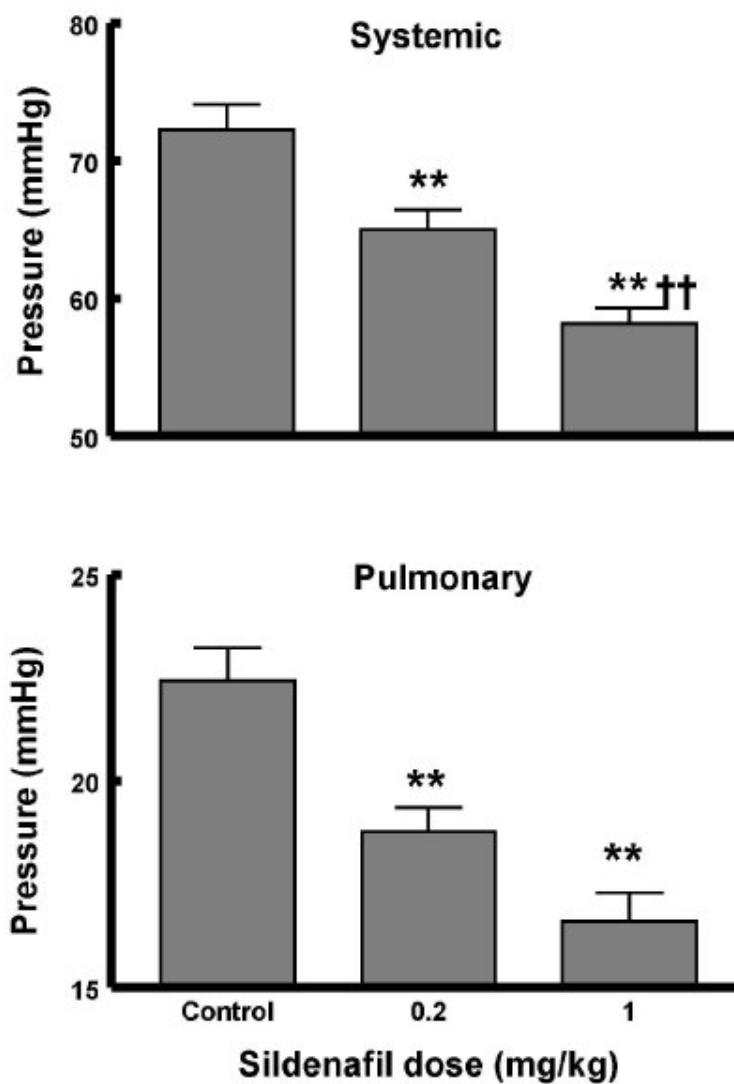 Systemic
Pressure (mmHg)
80
70
60
50
**
**††
Pulmonary
Pressure (mmHg)
25
20
15
**
**
Control 0.2 1
Sildenafil dose (mg/kg)